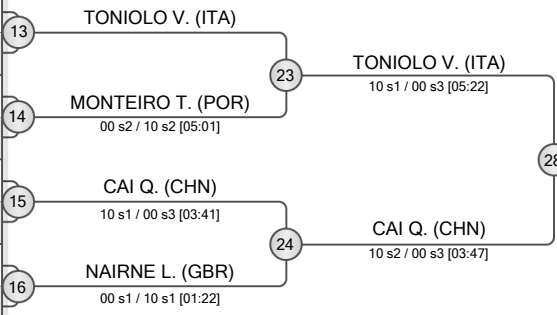 TONIOLO V. (ITA)
13
23
TONIOLO V. (ITA)
10 s1 / 00 s3 [05:22]
MONTEIRO T. (POR)
14
00 s2 / 10 s2 [05:01]
28
CAI Q. (CHN)
15
10 s1 / 00 s3 [03:41]
24
CAI Q. (CHN)
10 s2 / 00 s3 [03:47]
NAIRNE L. (GBR)
16
00 s1 / 10 s1 [01:22]